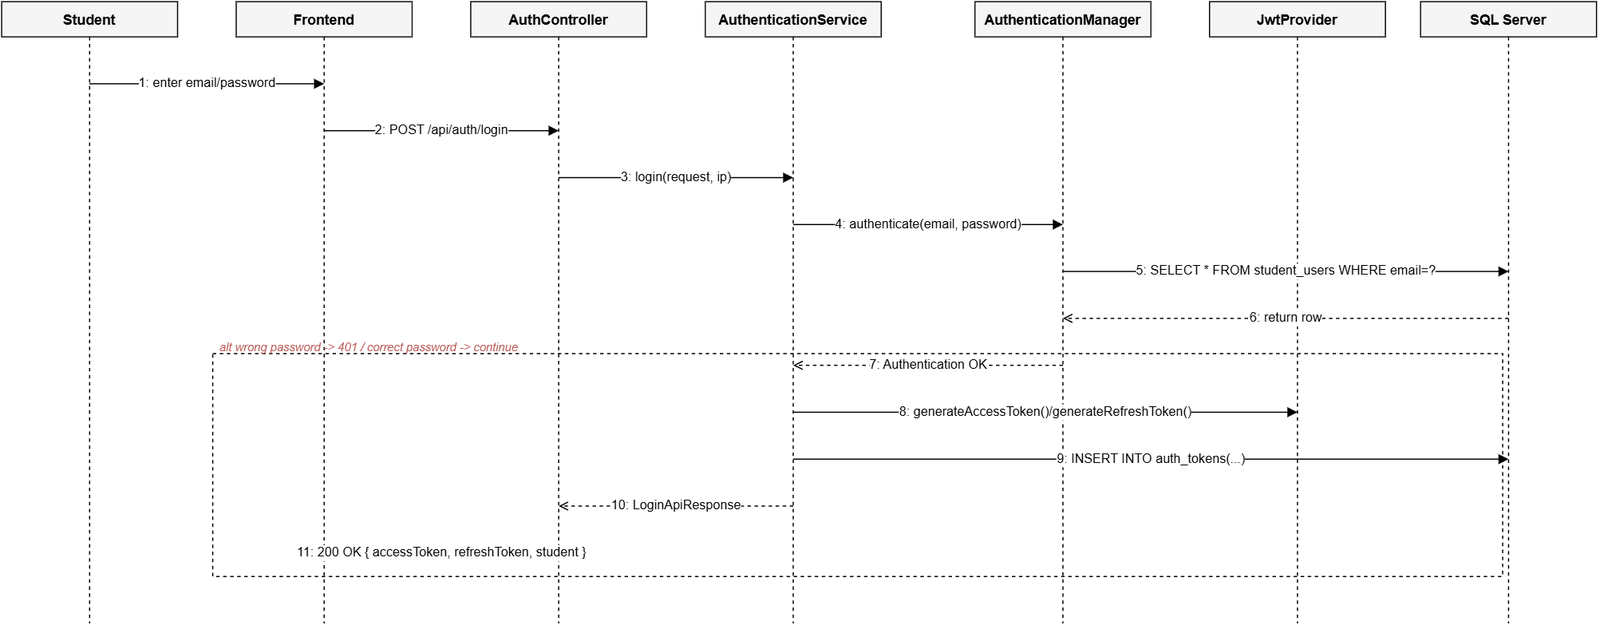 Student
Frontend
AuthController
AuthenticationService
AuthenticationManager
JwtProvider
SQL Server
1: enter email/password
2: POST /api/auth/login
3: login(request, ip)
4: authenticate(email, password)
5: SELECT * FROM student_users WHERE email=?
6: return row
alt wrong password -> 401 / correct password -> continue
7: Authentication OK
8: generateAccessToken()/generateRefreshToken()
9: INSERT INTO auth_tokens(...)
10: LoginApiResponse
11: 200 OK { accessToken, refreshToken, student }